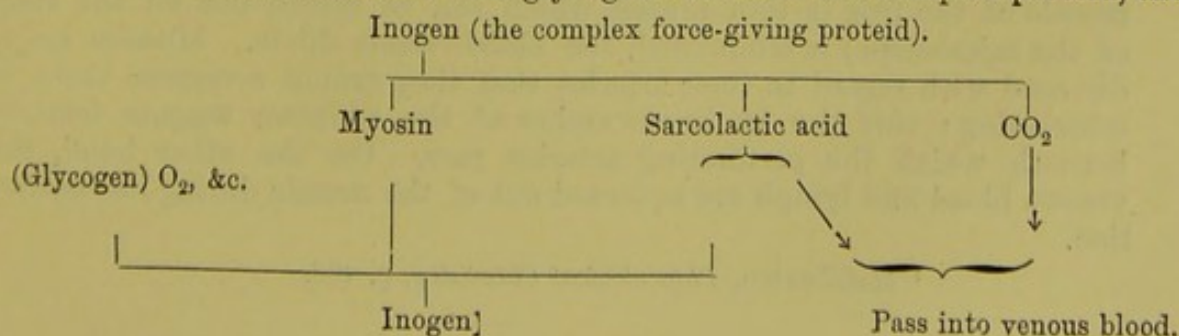 Inogen (the complex force-giving proteid).
Myosin Sarcolactic acid CO₂
(Glycogen) O₂, &c.
Inogen] Pass into venous blood.